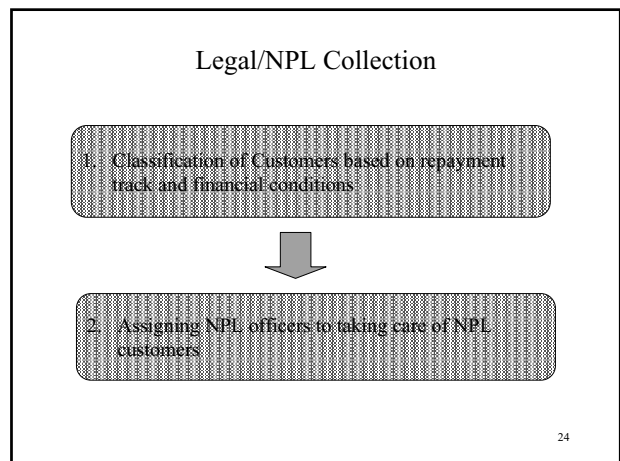 Legal/NPL Collection
1. Classification of Customers based on repayment
track and financial conditions
2. Assigning NPL officers to taking care of NPL
customers
24